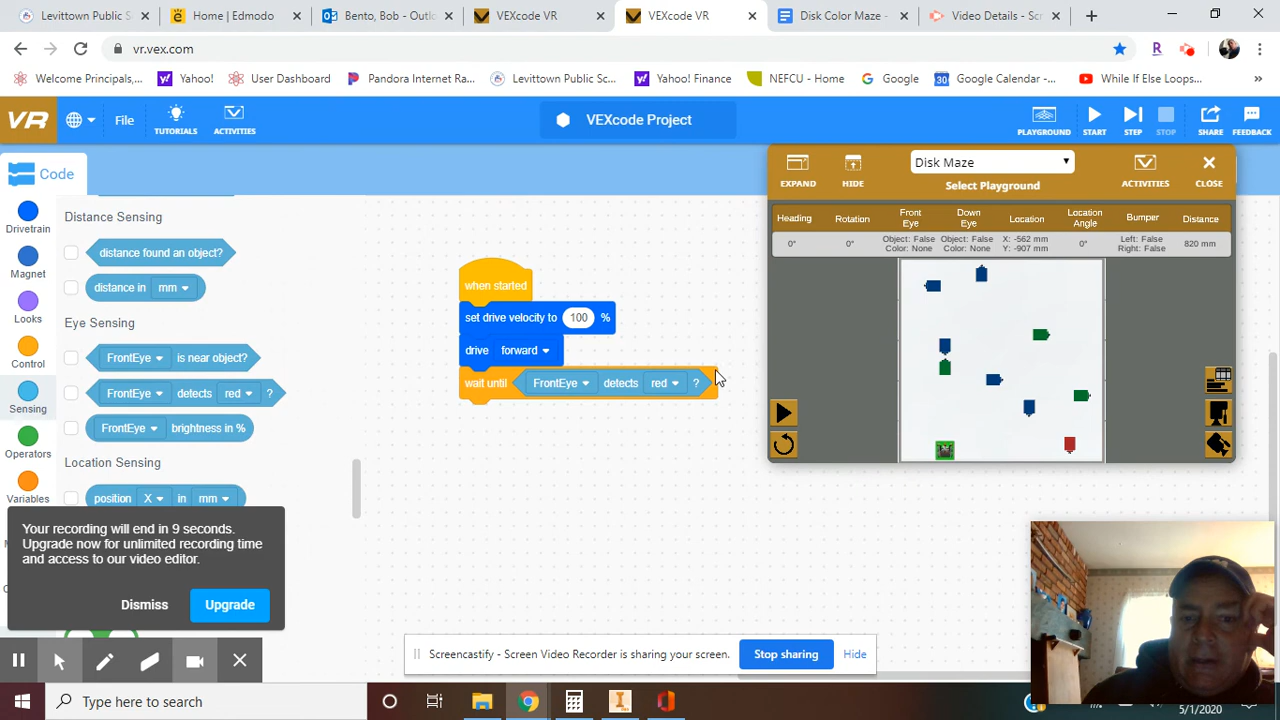 Levittown Public Sch
Home | Edmodo
Bento, Bob - Outlo
VEXcode VR
VEXcode VR
Disk Color Maze -
Video Details - Scr
vr.vex.com
Welcome Principals,...
Yahoo!
User Dashboard
Pandora Internet Ra...
Levittown Public Sc...
Yahoo! Finance
NEFCU - Home
Google
Google Calendar -...
While If Else Loops...
»
VR
File
TUTORIALS
ACTIVITIES
VEXcode Project
PLAYGROUND
START
STEP
STOP
SHARE
FEEDBACK
Code
Drivetrain
Magnet
Looks
Control
Sensing
Operators
Variables
Distance Sensing
distance found an object?
distance in mm
Eye Sensing
FrontEye is near object?
FrontEye detects red ?
FrontEye brightness in %
Location Sensing
position X in mm
when started
set drive velocity to 100 %
drive forward
wait until FrontEye detects red ?
EXPAND
HIDE
Disk Maze
Select Playground
ACTIVITIES
CLOSE
Heading Rotation Front Eye Down Eye Location Location Angle Bumper Distance
0° 0° Object: False Color: None Object: False Color: None X: -562 mm Y: -907 mm 0° Left: False Right: False 820 mm
Your recording will end in 9 seconds.
Upgrade now for unlimited recording time
and access to our video editor.
Dismiss
Upgrade
Screencastify - Screen Video Recorder is sharing your screen.
Stop sharing
Hide
Type here to search
5/1/2020